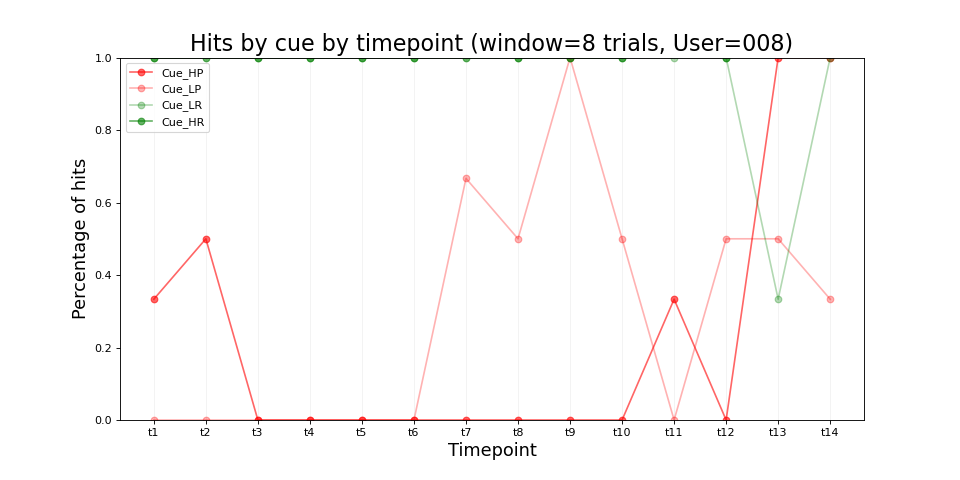 Hits by cue by timepoint (window=8 trials, User=008)
1.0
0.8
0.6
0.4
0.2
0.0
Percentage of hits
Cue_HP
Cue_LP
Cue_LR
Cue_HR
t1 t2 t3 t4 t5 t6 t7 t8 t9 t10 t11 t12 t13 t14
Timepoint